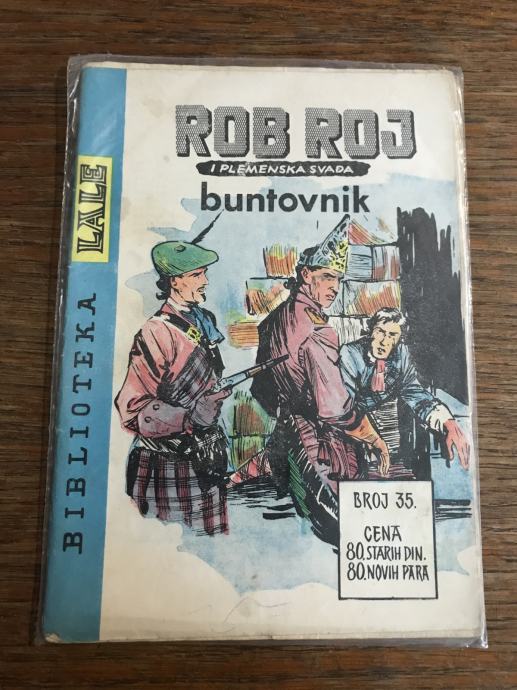 ROB ROJ
I PLEMENSKA SVAĐA
buntovnik
BIBLIOTEKA LALE
BROJ 35.
CENA
80. STARIH DIN.
80. NOVIH PARA